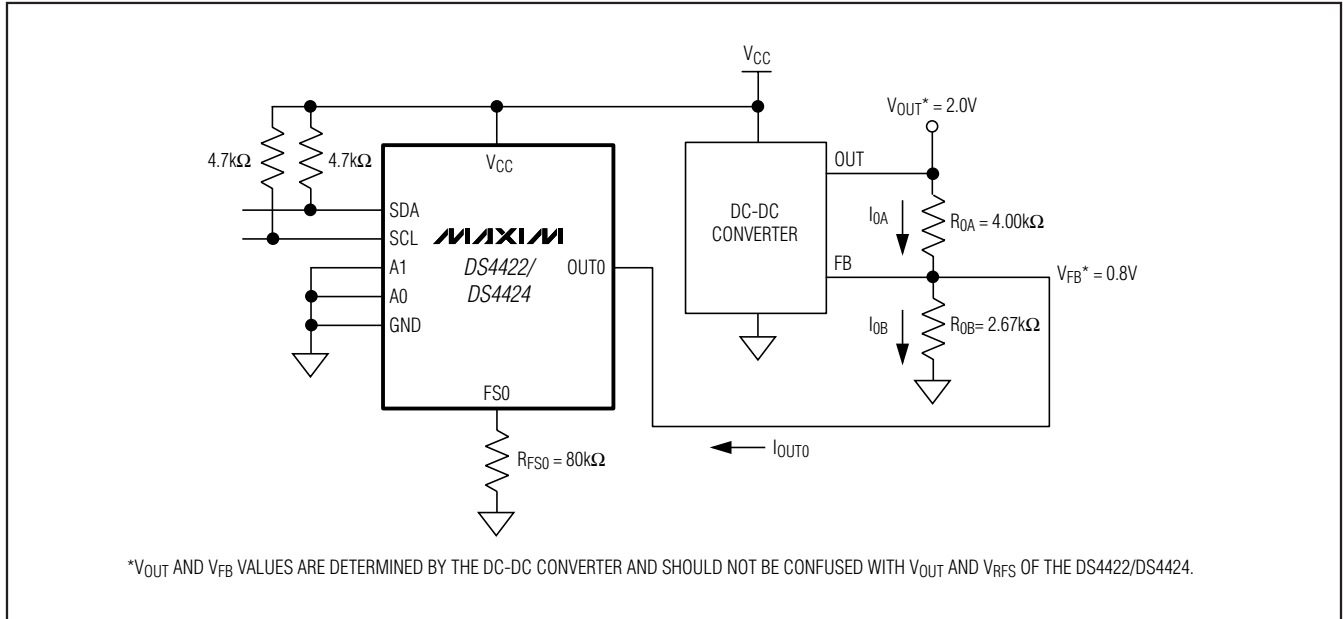 VCC
VOUT* = 2.0V
4.7kΩ
4.7kΩ
VCC
OUT
SDA
I0A
R0A = 4.00kΩ
DC-DC
CONVERTER
SCL
MAXIM
A1
DS4422/
DS4424
OUT0
FB
VFB* = 0.8V
A0
GND
I0B
R0B= 2.67kΩ
FS0
IOUT0
RFS0 = 80kΩ
*VOUT AND VFB VALUES ARE DETERMINED BY THE DC-DC CONVERTER AND SHOULD NOT BE CONFUSED WITH VOUT AND VRFS OF THE DS4422/DS4424.